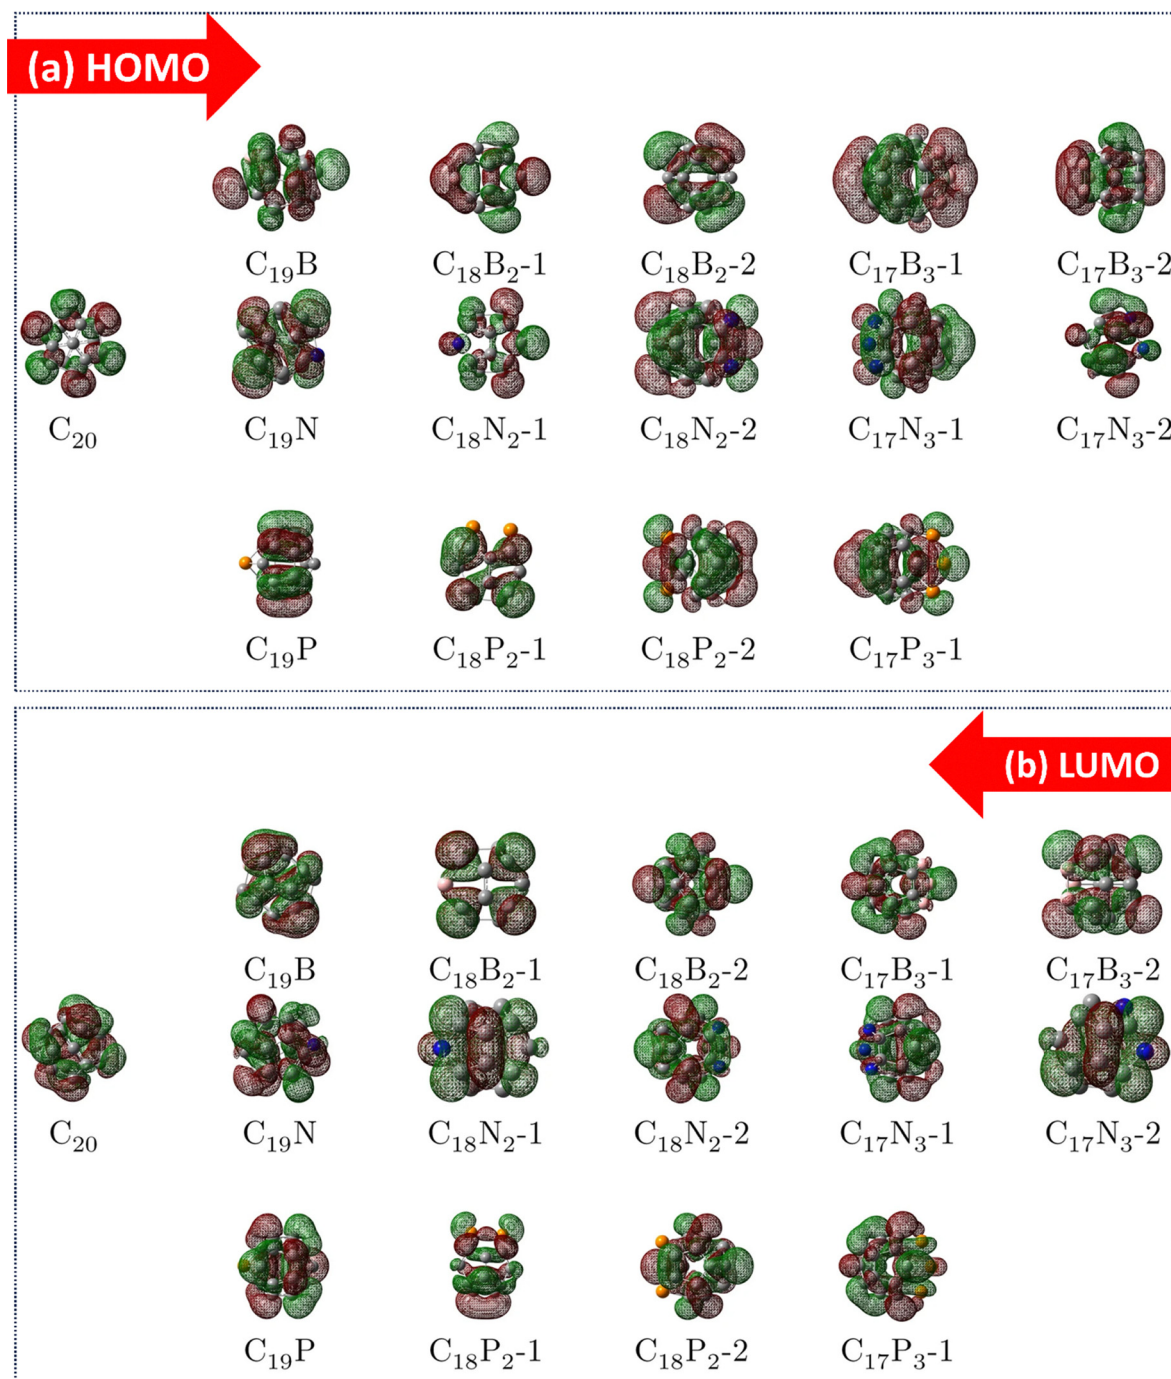 (a) HOMO
C₁₉B C₁₈B₂-1 C₁₈B₂-2 C₁₇B₃-1 C₁₇B₃-2
C₂₀ C₁₉N C₁₈N₂-1 C₁₈N₂-2 C₁₇N₃-1 C₁₇N₃-2
C₁₉P C₁₈P₂-1 C₁₈P₂-2 C₁₇P₃-1
(b) LUMO
C₁₉B C₁₈B₂-1 C₁₈B₂-2 C₁₇B₃-1 C₁₇B₃-2
C₂₀ C₁₉N C₁₈N₂-1 C₁₈N₂-2 C₁₇N₃-1 C₁₇N₃-2
C₁₉P C₁₈P₂-1 C₁₈P₂-2 C₁₇P₃-1